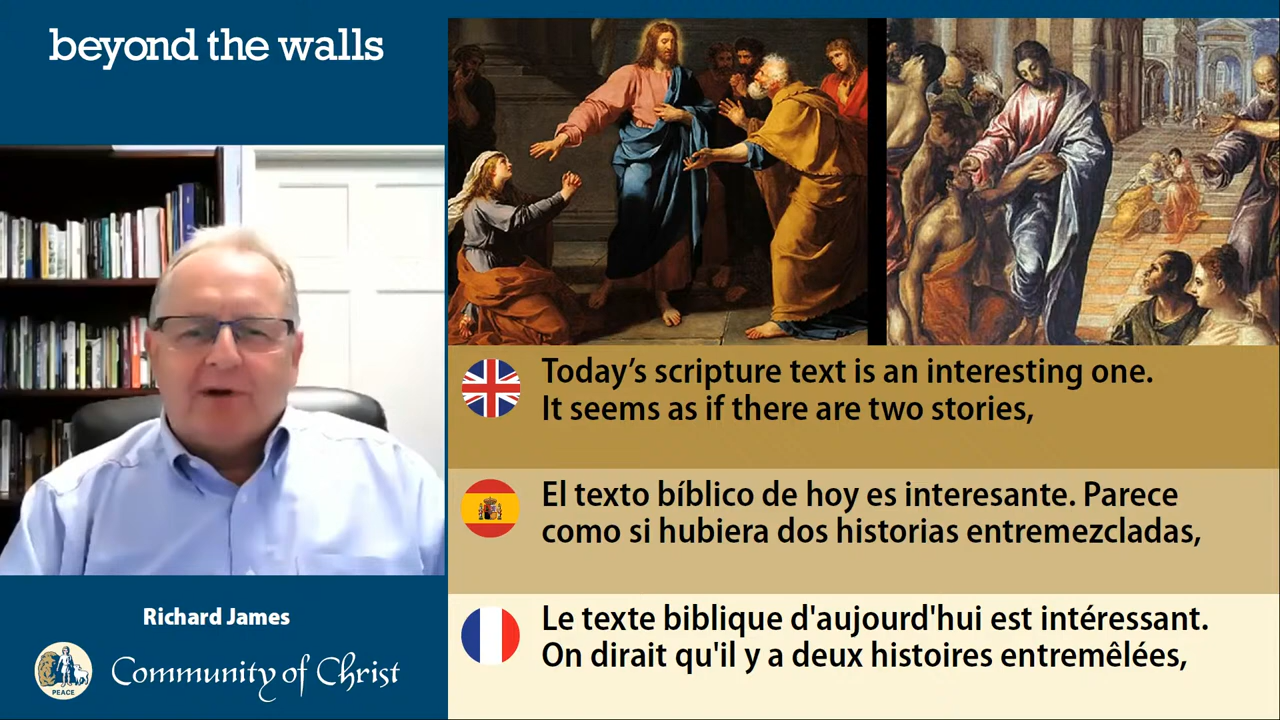 beyond the walls
Today’s scripture text is an interesting one.
It seems as if there are two stories,
El texto bíblico de hoy es interesante. Parece
como si hubiera dos historias entremezcladas,
Le texte biblique d'aujourd'hui est intéressant.
On dirait qu'il y a deux histoires entremêlées,
Richard James
PEACE
Community of Christ